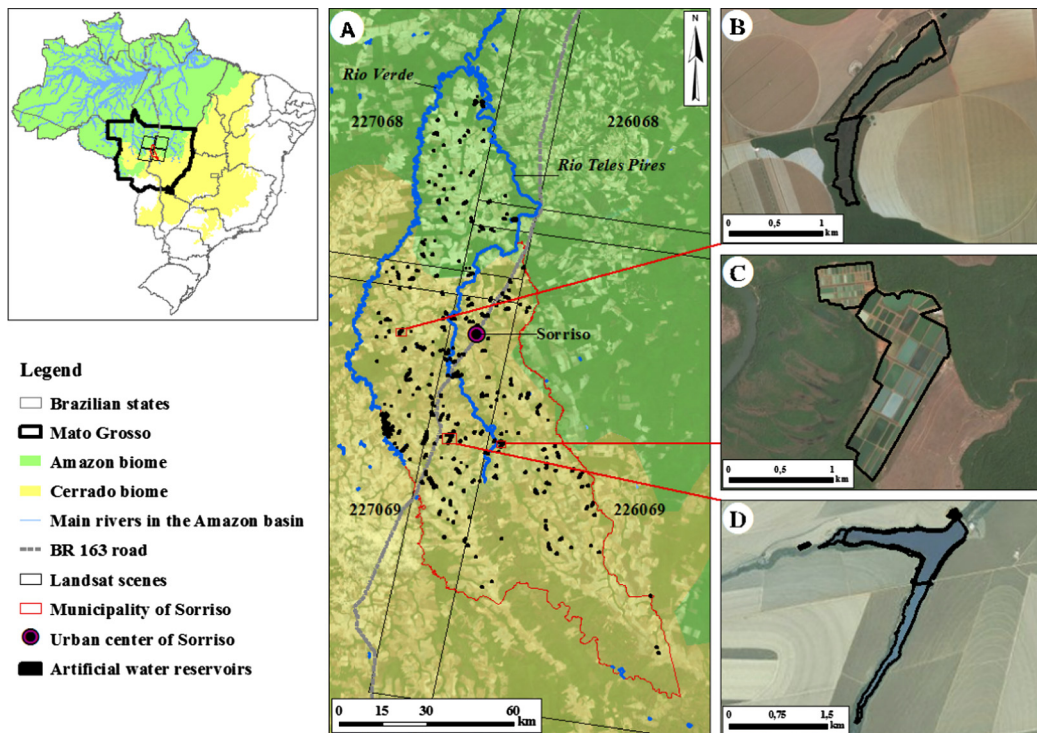 Legend
Brazilian states
Mato Grosso
Amazon biome
Cerrado biome
Main rivers in the Amazon basin
BR 163 road
Landsat scenes
Municipality of Sorriso
Urban center of Sorriso
Artificial water reservoirs
A
N
Rio Verde
227068
226068
Rio Teles Pires
Sorriso
227069
226069
0 15 30 60
km
B
0 0,5 1
km
C
0 0,5 1
km
D
0 0,75 1,5
km